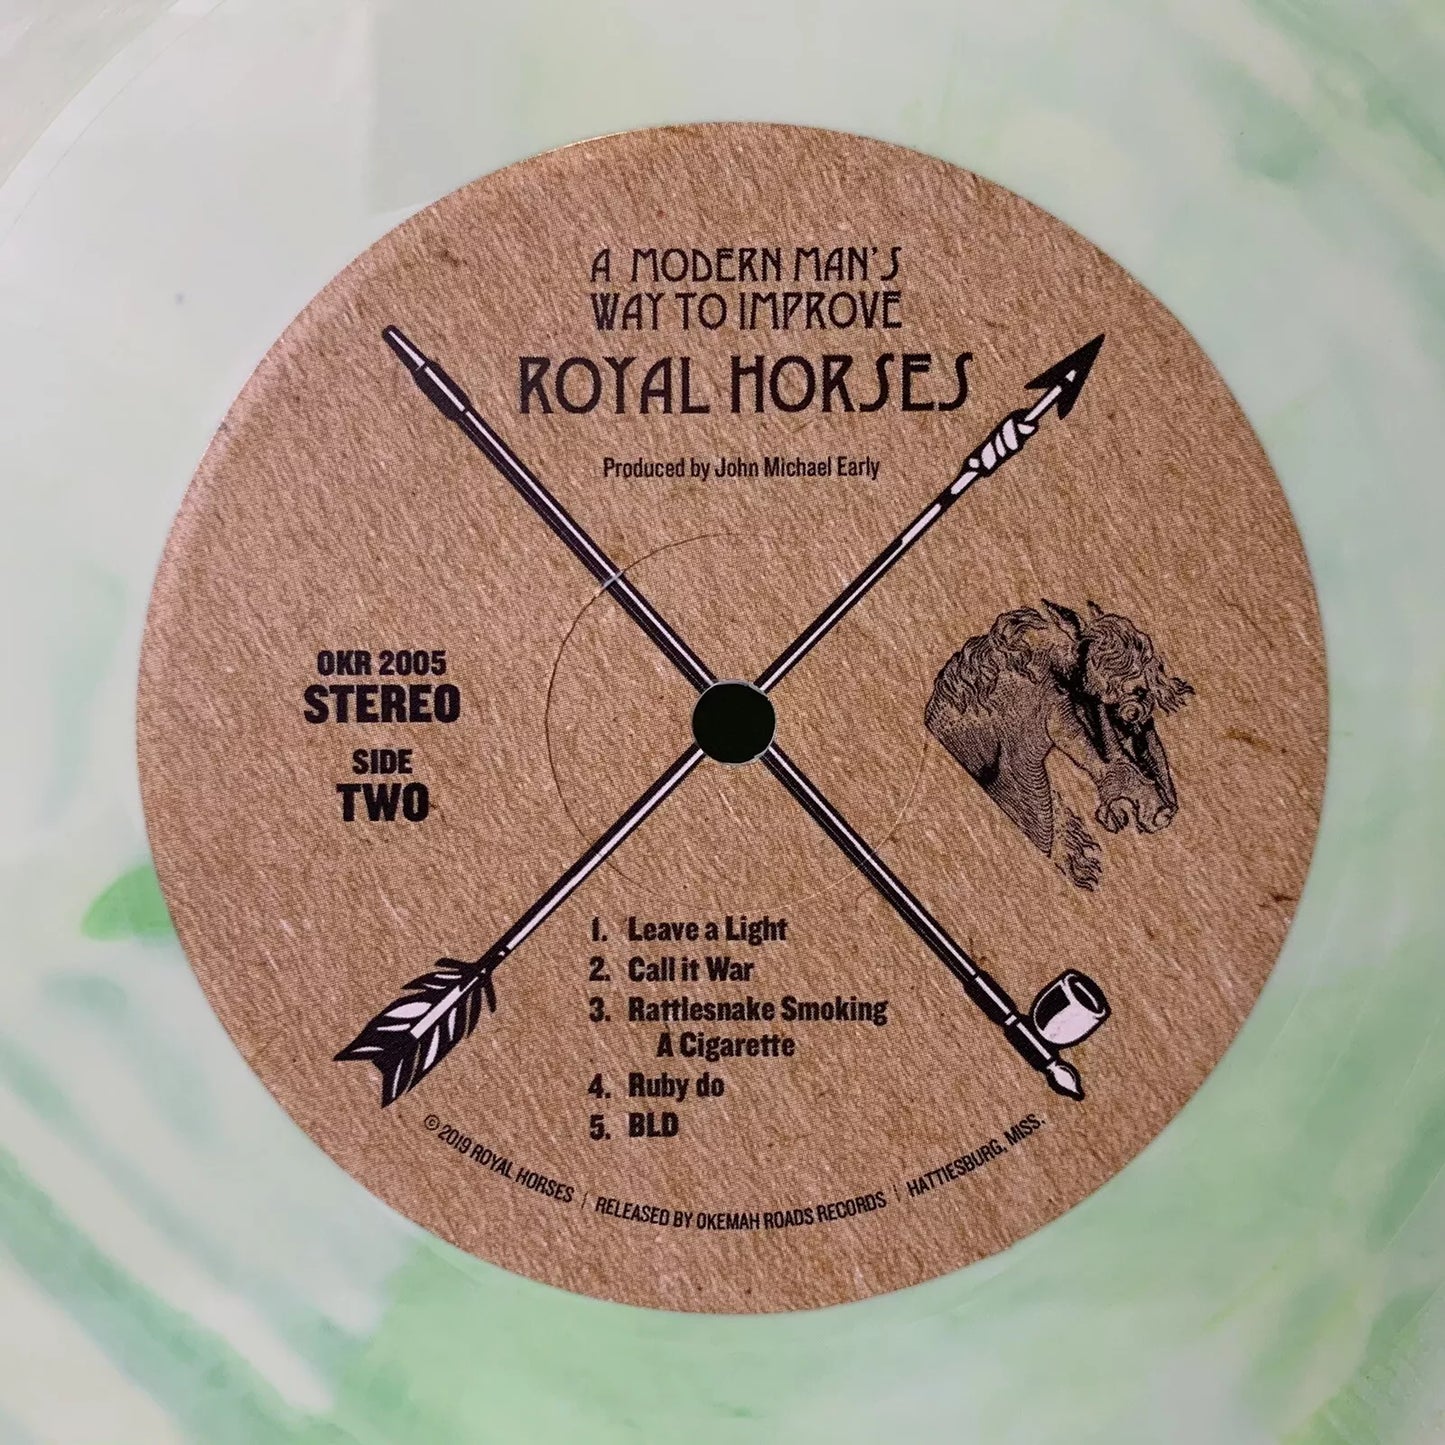 A MODERN MAN'S
WAY TO IMPROVE
ROYAL HORSES
Produced by John Michael Early
OKR 2005
STEREO
SIDE
TWO
1. Leave a Light
2. Call it War
3. Rattlesnake Smoking
A Cigarette
4. Ruby do
5. BLD
© 2019 ROYAL HORSES | RELEASED BY OKEMAH ROADS RECORDS | HATTIESBURG, MISS.